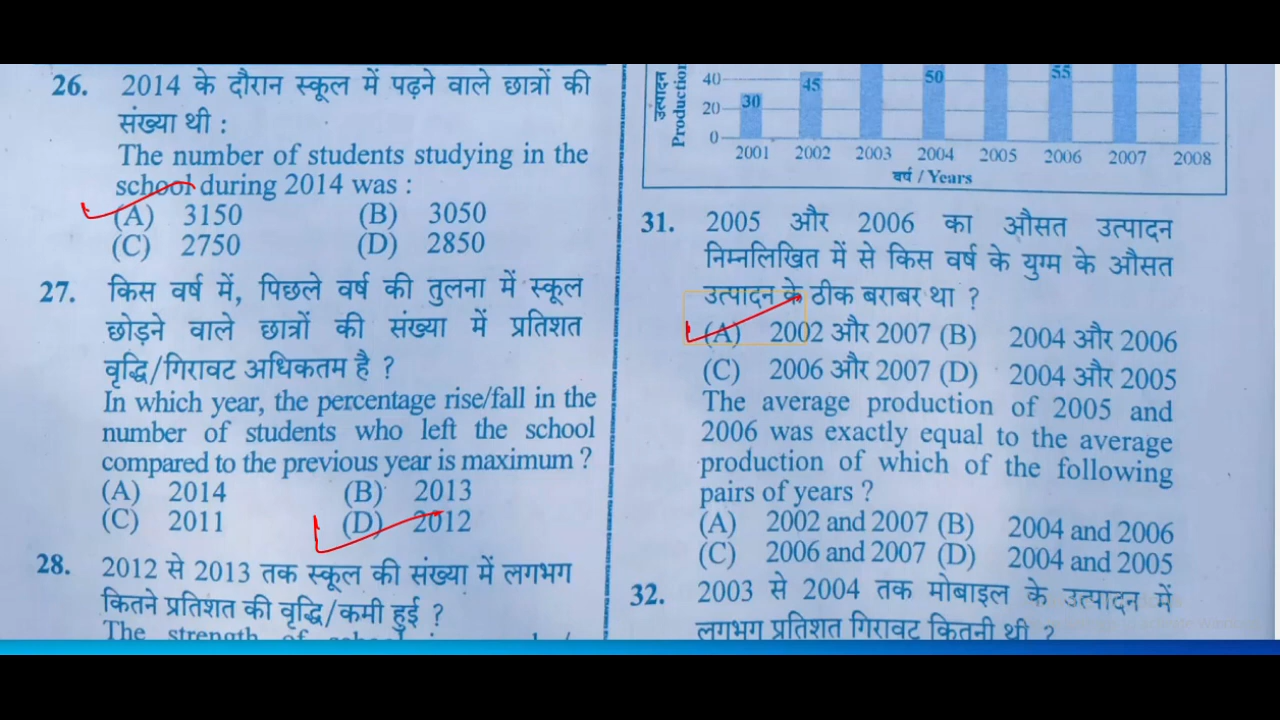 26. 2014 के दौरान स्कूल में पढ़ने वाले छात्रों की
संख्या थी :
The number of students studying in the
school during 2014 was :
(A) 3150 (B) 3050
(C) 2750 (D) 2850
27. किस वर्ष में, पिछले वर्ष की तुलना में स्कूल
छोड़ने वाले छात्रों की संख्या में प्रतिशत
वृद्धि/गिरावट अधिकतम है ?
In which year, the percentage rise/fall in the
number of students who left the school
compared to the previous year is maximum ?
(A) 2014 (B) 2013
(C) 2011 (D) 2012
28. 2012 से 2013 तक स्कूल की संख्या में लगभग
कितने प्रतिशत की वृद्धि/कमी हुई ?
The strength of school
उत्पादन
Production
40
20
0
30 45 50 55
2001 2002 2003 2004 2005 2006 2007 2008
वर्ष / Years
31. 2005 और 2006 का औसत उत्पादन
निम्नलिखित में से किस वर्ष के युग्म के औसत
उत्पादन के ठीक बराबर था ?
(A) 2002 और 2007 (B) 2004 और 2006
(C) 2006 और 2007 (D) 2004 और 2005
The average production of 2005 and
2006 was exactly equal to the average
production of which of the following
pairs of years ?
(A) 2002 and 2007 (B) 2004 and 2006
(C) 2006 and 2007 (D) 2004 and 2005
32. 2003 से 2004 तक मोबाइल के उत्पादन में
लगभग प्रतिशत गिरावट कितनी थी ?